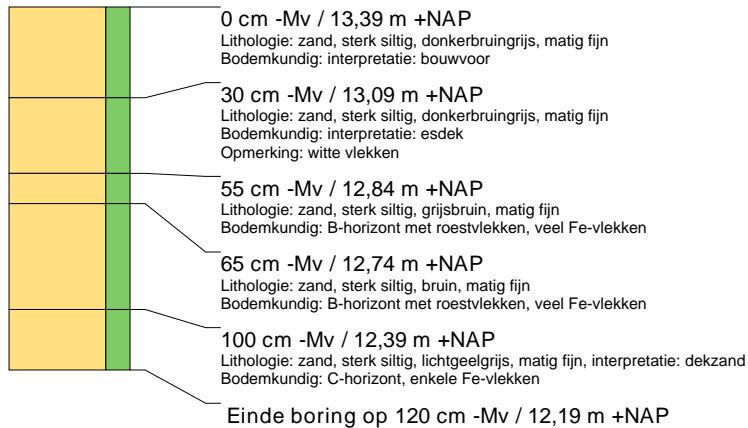 0 cm -Mv / 13,39 m +NAP
Lithologie: zand, sterk siltig, donkerbruingrijs, matig fijn
Bodemkundig: interpretatie: bouwvoor
30 cm -Mv / 13,09 m +NAP
Lithologie: zand, sterk siltig, donkerbruingrijs, matig fijn
Bodemkundig: interpretatie: esdek
Opmerking: witte vlekken
55 cm -Mv / 12,84 m +NAP
Lithologie: zand, sterk siltig, grijsbruin, matig fijn
Bodemkundig: B-horizont met roestvlekken, veel Fe-vlekken
65 cm -Mv / 12,74 m +NAP
Lithologie: zand, sterk siltig, bruin, matig fijn
Bodemkundig: B-horizont met roestvlekken, veel Fe-vlekken
100 cm -Mv / 12,39 m +NAP
Lithologie: zand, sterk siltig, lichtgeelgrijs, matig fijn, interpretatie: dekzand
Bodemkundig: C-horizont, enkele Fe-vlekken
Einde boring op 120 cm -Mv / 12,19 m +NAP